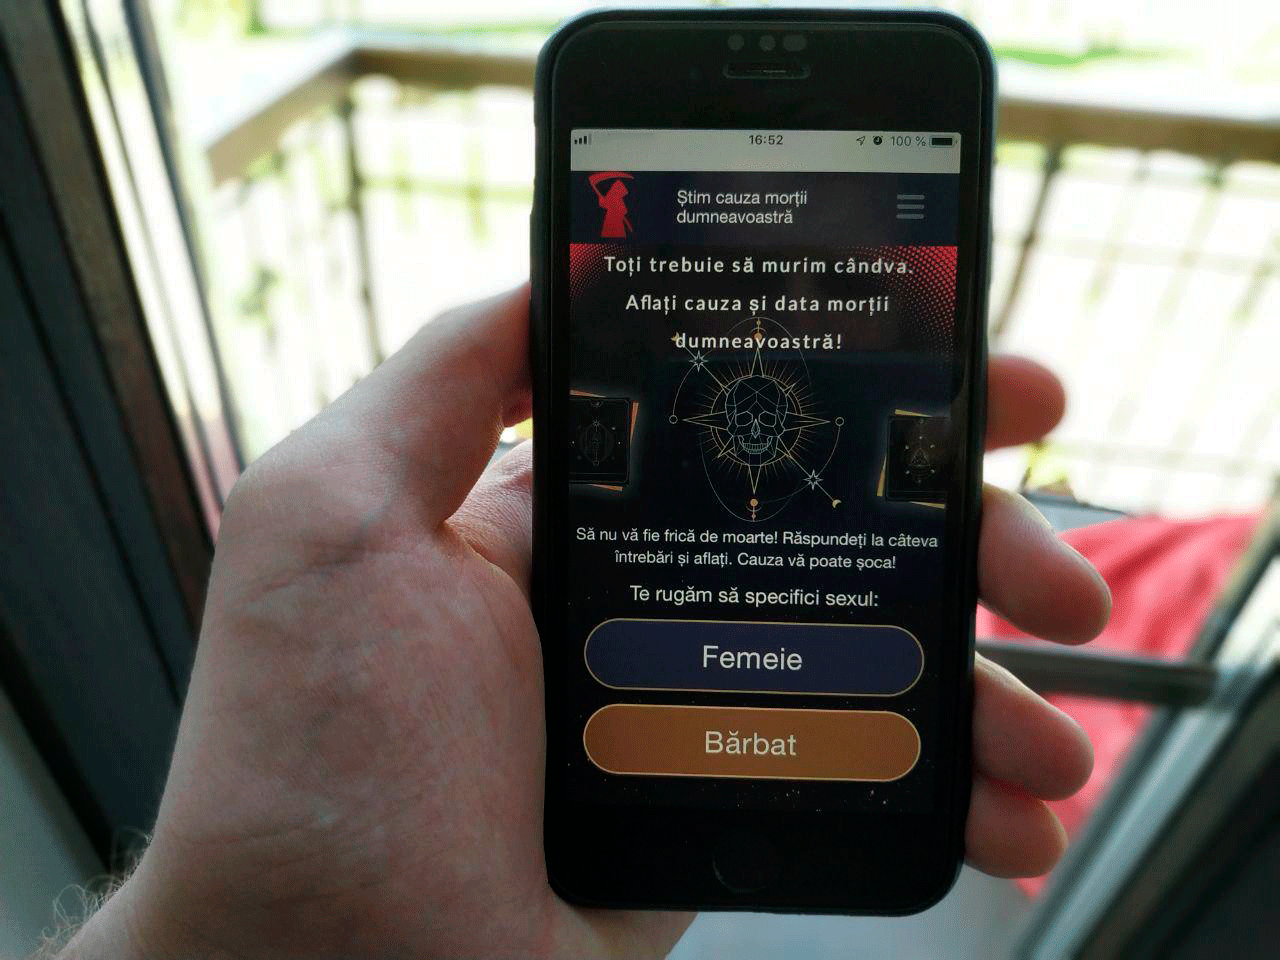 16:52
100 %
Știm cauza morții
dumneavoastră
Toți trebuie să murim cândva.
Aflați cauza și data morții
dumneavoastră!
Să nu vă fie frică de moarte! Răspundeți la câteva
întrebări și aflați. Cauza vă poate șoca!
Te rugăm să specifici sexul:
Femeie
Bărbat